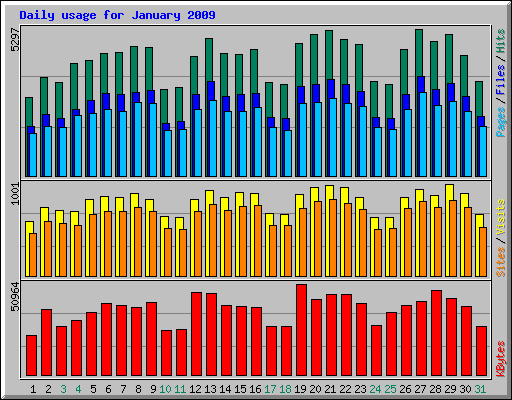 Daily usage for January 2009
5297
Pages / Files / Hits
1001
Sites / Visits
50964
KBytes
1 2 3 4 5 6 7 8 9 10 11 12 13 14 15 16 17 18 19 20 21 22 23 24 25 26 27 28 29 30 31